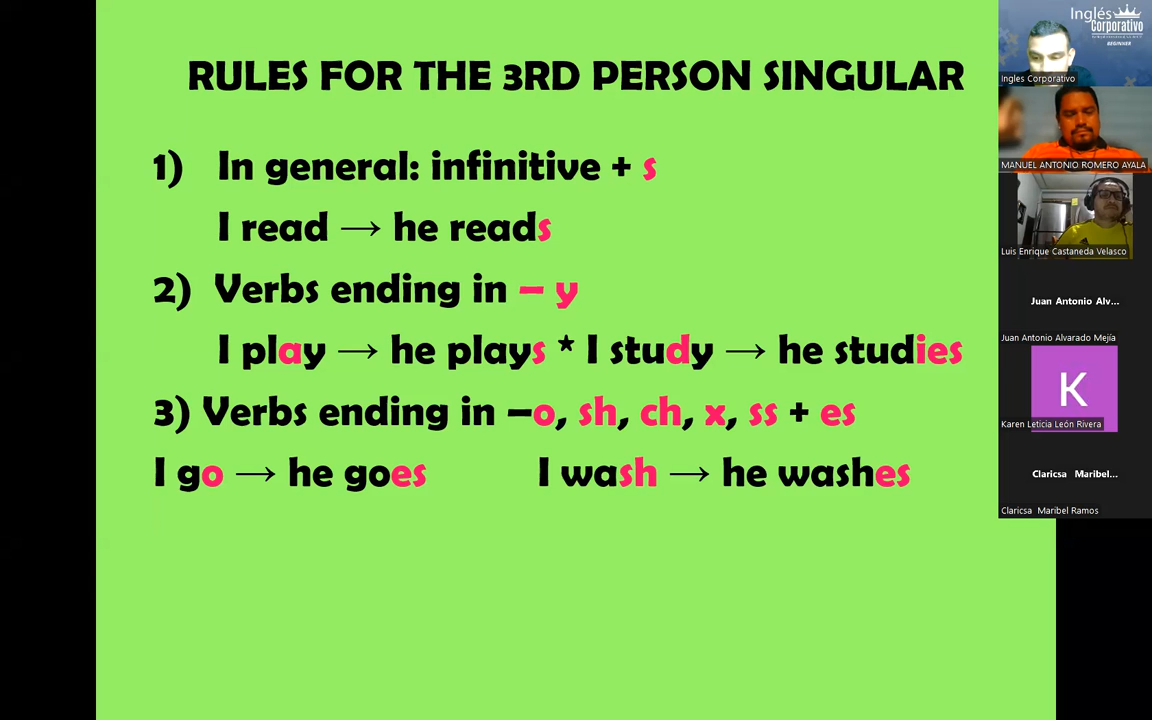 RULES FOR THE 3RD PERSON SINGULAR
1) In general: infinitive + s
I read → he reads
2) Verbs ending in – y
I play → he plays * I study → he studies
3) Verbs ending in –o, sh, ch, x, ss + es
I go → he goes I wash → he washes
Inglés
Corporativo
BEGINNER
Ingles Corporativo
MANUEL ANTONIO ROMERO AYALA
Luis Enrique Castaneda Velasco
Juan Antonio Alv...
Juan Antonio Alvarado Mejía
K
Karen Leticia León Rivera
Claricsa Maribel...
Claricsa Maribel Ramos